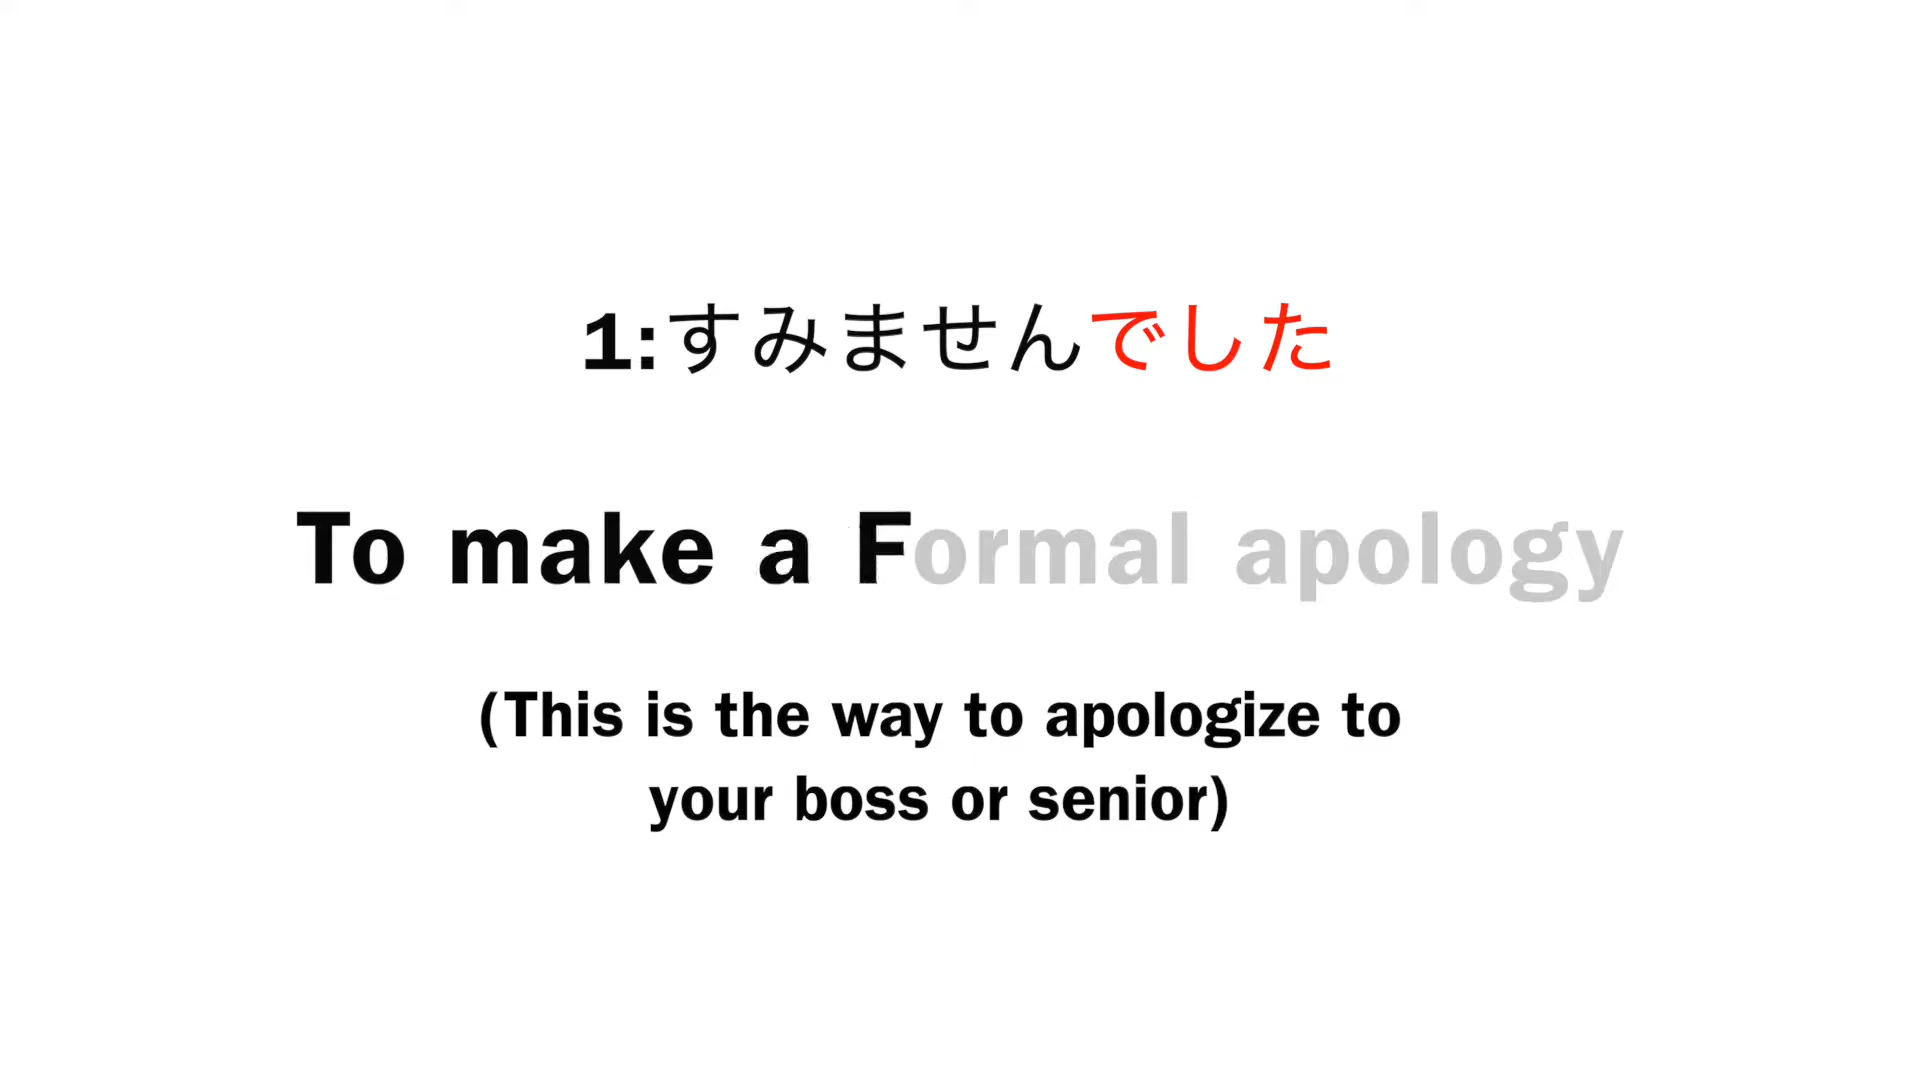 1:すみませんでした
To make a Formal apology
(This is the way to apologize to
your boss or senior)